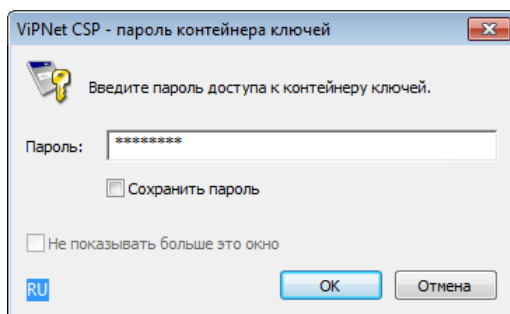 ViPNet CSP - пароль контейнера ключей
Введите пароль доступа к контейнеру ключей.
Пароль: ********
Сохранить пароль
Не показывать больше это окно
RU OK Отмена